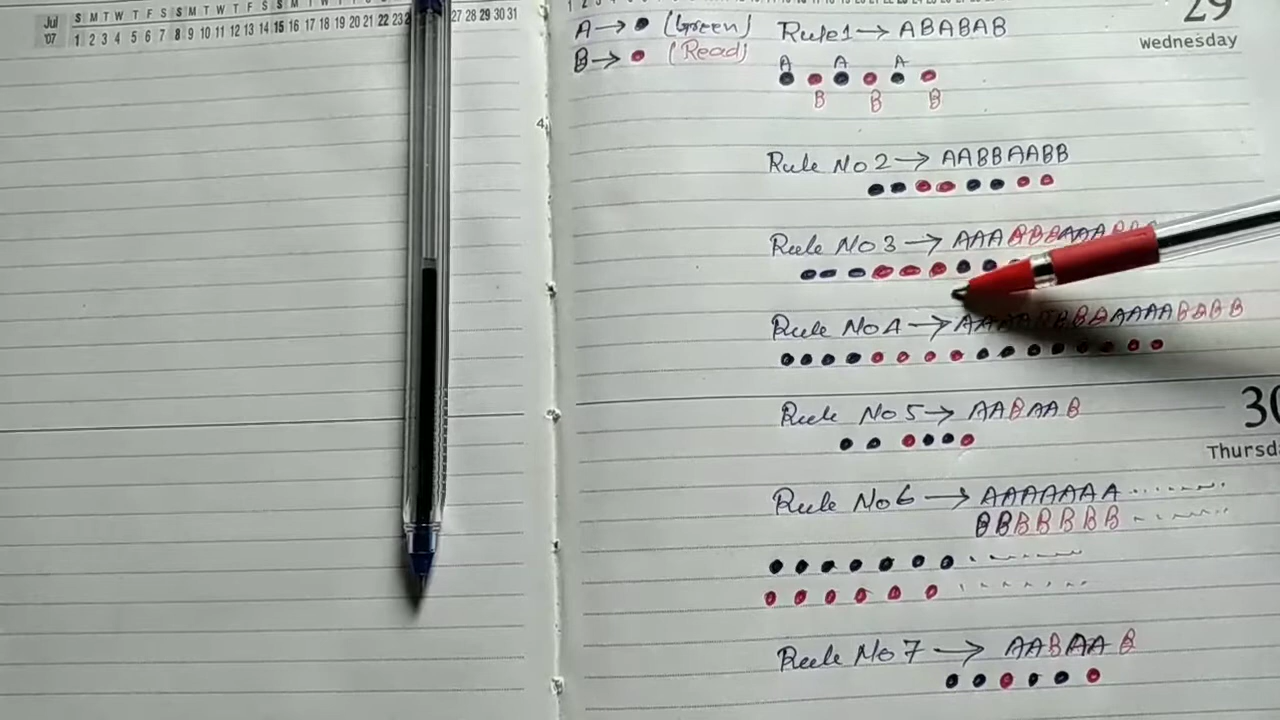 Jul S M T W T F S S M T W T F S S M T W T F S S
'07 1 2 3 4 5 6 7 8 9 10 11 12 13 14 15 16 17 18 19 20 21 22 23 27 28 29 30 31
29
Wednesday
A → (Green) Rule 1 → ABABAB
B → (Read)
A A A
B B B
4
Rule No 2 → AABBAABB
Rule No 3 → AAABBBAAABBB
Rule No 4 → AAAABBBBAAAABBBB
Rule No 5 → AABAAB
30
Rule No 6 → AAAAAAA........
BBBBBBB........
Rule No 7 → AABAAB